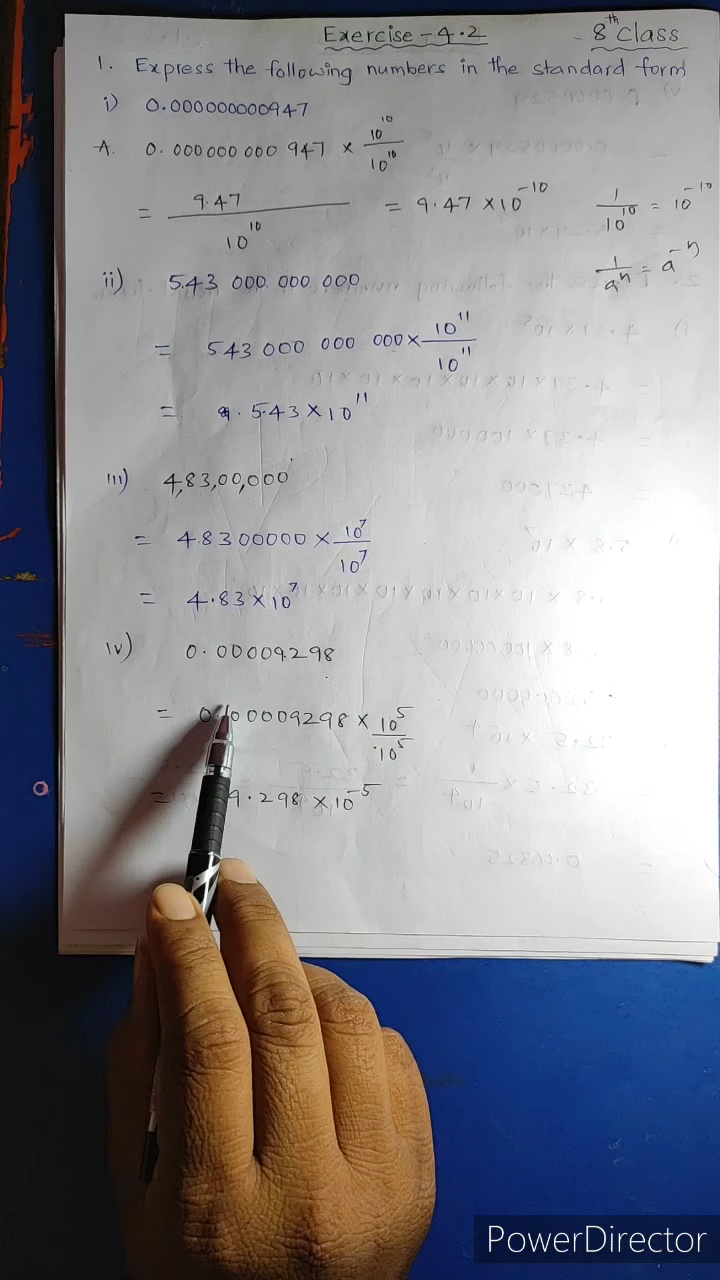 Exercise - 4.2
8th Class
1. Express the following numbers in the standard form
i) 0.000000000947
A. 0. 000 000 000 947 × 10^10/10^10
= 9.47/10^10 = 9.47 × 10^-10
1/10^10 = 10^-10
1/a^n = a^-n
ii) 543 000 000 000
= 543 000 000 000 × 10^11/10^11
= 5.43 × 10^11
iii) 4,83,00,000
= 4.8300000 × 10^7/10^7
= 4.83 × 10^7
iv) 0.00009298
= 0.00009298 × 10^5/10^5
= 9.298 × 10^-5
PowerDirector